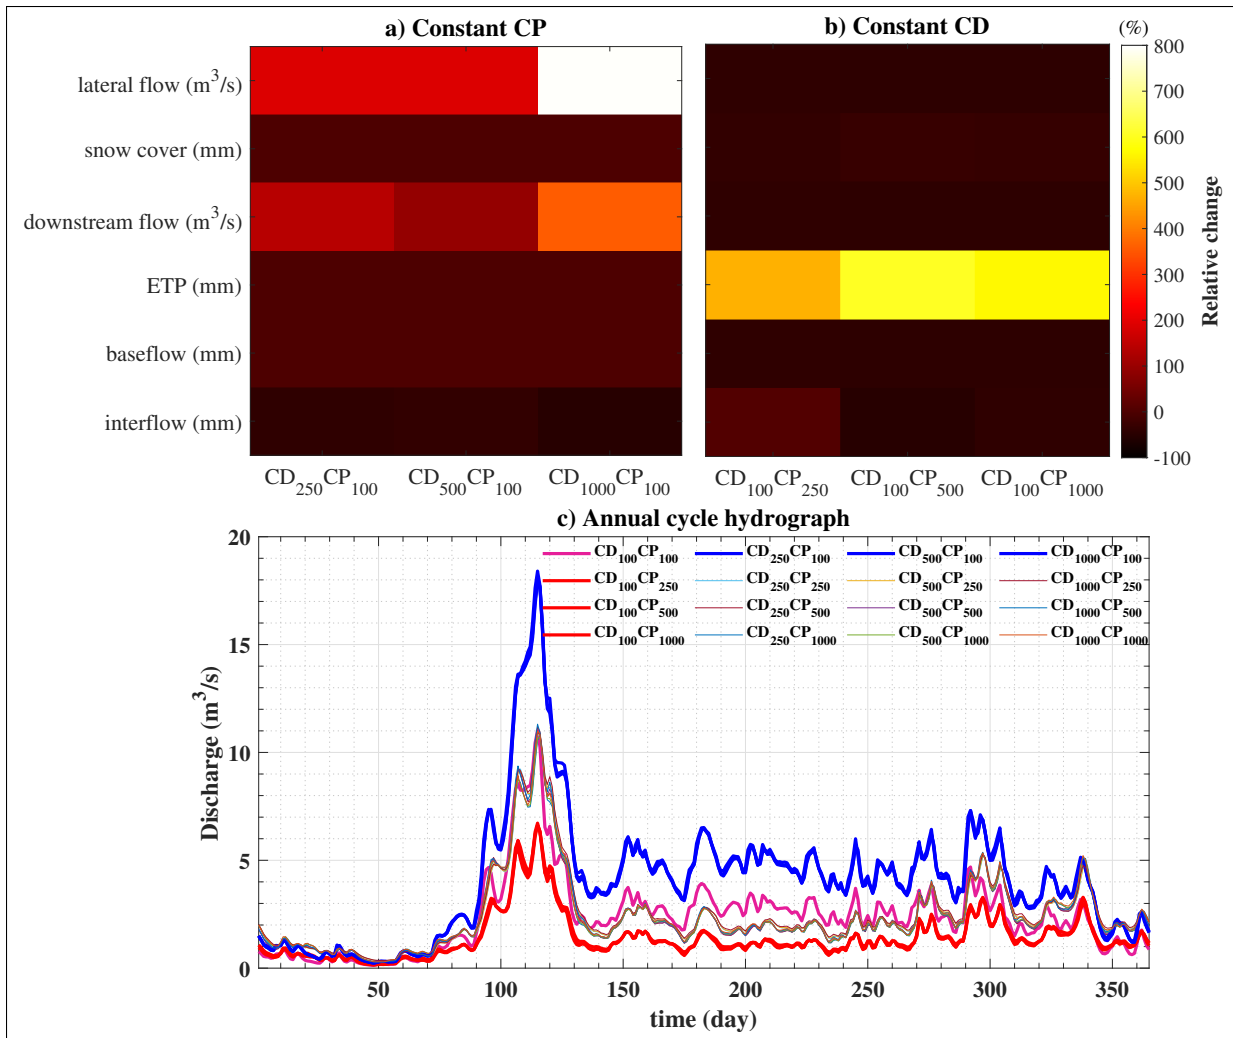 a) Constant CP
b) Constant CD
(%)
lateral flow (m³/s)
snow cover (mm)
downstream flow (m³/s)
ETP (mm)
baseflow (mm)
interflow (mm)
800
700
600
500
400
300
200
100
0
-100
Relative change
CD₂₅₀CP₁₀₀ CD₅₀₀CP₁₀₀ CD₁₀₀₀CP₁₀₀
CD₁₀₀CP₂₅₀ CD₁₀₀CP₅₀₀ CD₁₀₀CP₁₀₀₀
c) Annual cycle hydrograph
CD₁₀₀CP₁₀₀ CD₂₅₀CP₁₀₀ CD₅₀₀CP₁₀₀ CD₁₀₀₀CP₁₀₀
CD₁₀₀CP₂₅₀ CD₂₅₀CP₂₅₀ CD₅₀₀CP₂₅₀ CD₁₀₀₀CP₂₅₀
CD₁₀₀CP₅₀₀ CD₂₅₀CP₅₀₀ CD₅₀₀CP₅₀₀ CD₁₀₀₀CP₅₀₀
CD₁₀₀CP₁₀₀₀ CD₂₅₀CP₁₀₀₀ CD₅₀₀CP₁₀₀₀ CD₁₀₀₀CP₁₀₀₀
20
15
10
5
0
Discharge (m³/s)
50 100 150 200 250 300 350
time (day)